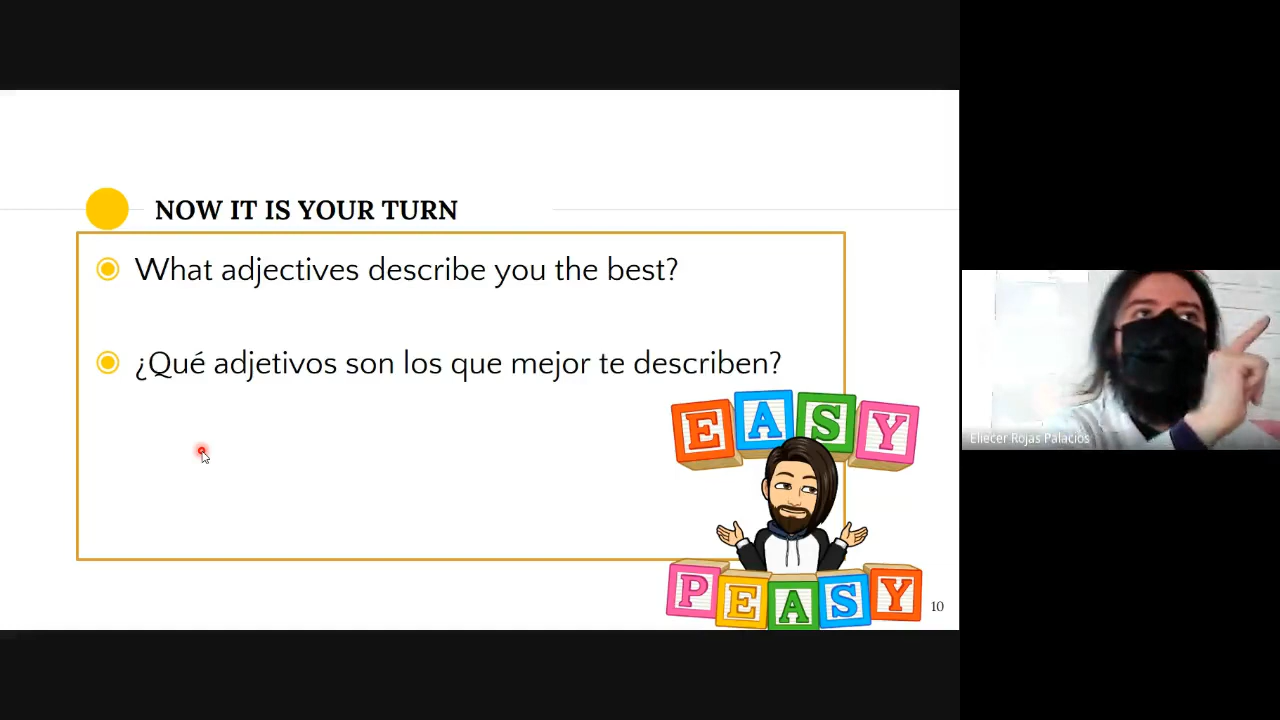 NOW IT IS YOUR TURN
What adjectives describe you the best?
¿Qué adjetivos son los que mejor te describen?
EASY
PEASY
10
Eliecer Rojas Palacios